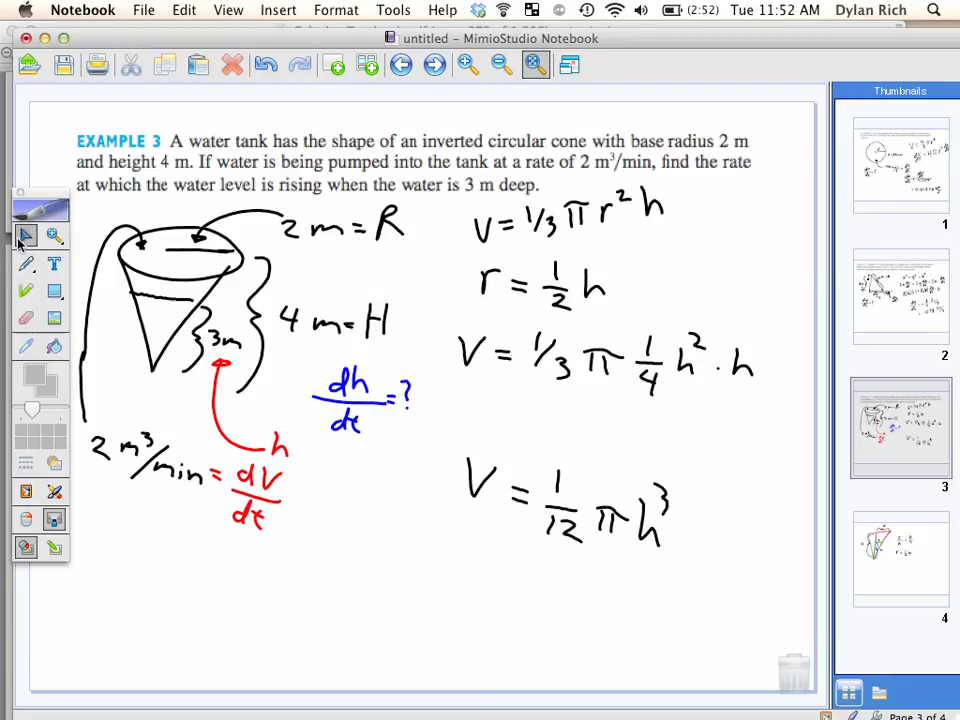 Notebook File Edit View Insert Format Tools Help (2:52) Tue 11:52 AM Dylan Rich
untitled - MimioStudio Notebook
Thumbnails
EXAMPLE 3 A water tank has the shape of an inverted circular cone with base radius 2 m
and height 4 m. If water is being pumped into the tank at a rate of 2 m³/min, find the rate
at which the water level is rising when the water is 3 m deep.
2 m = R
4 m = H
3m
dh/dt = ?
h
2 m³/min = dV/dt
V = 1/3 π r² h
r = 1/2 h
V = 1/3 π 1/4 h² · h
V = 1/12 π h³
T
1
2
3
4
Page 3 of 4